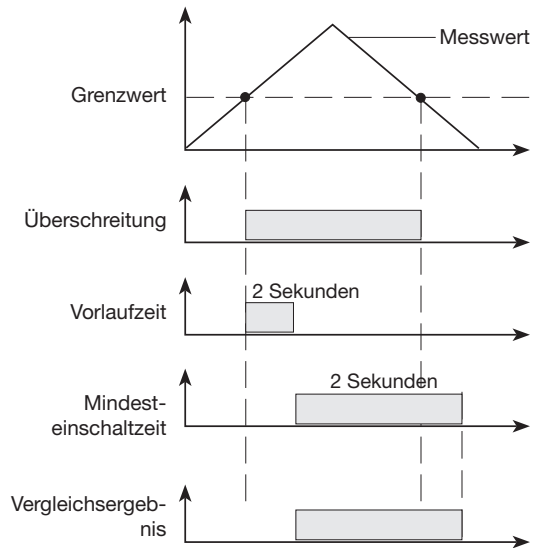 Messwert
Grenzwert
Überschreitung
2 Sekunden
Vorlaufzeit
2 Sekunden
Mindest-
einschaltzeit
Vergleichsergeb-
nis